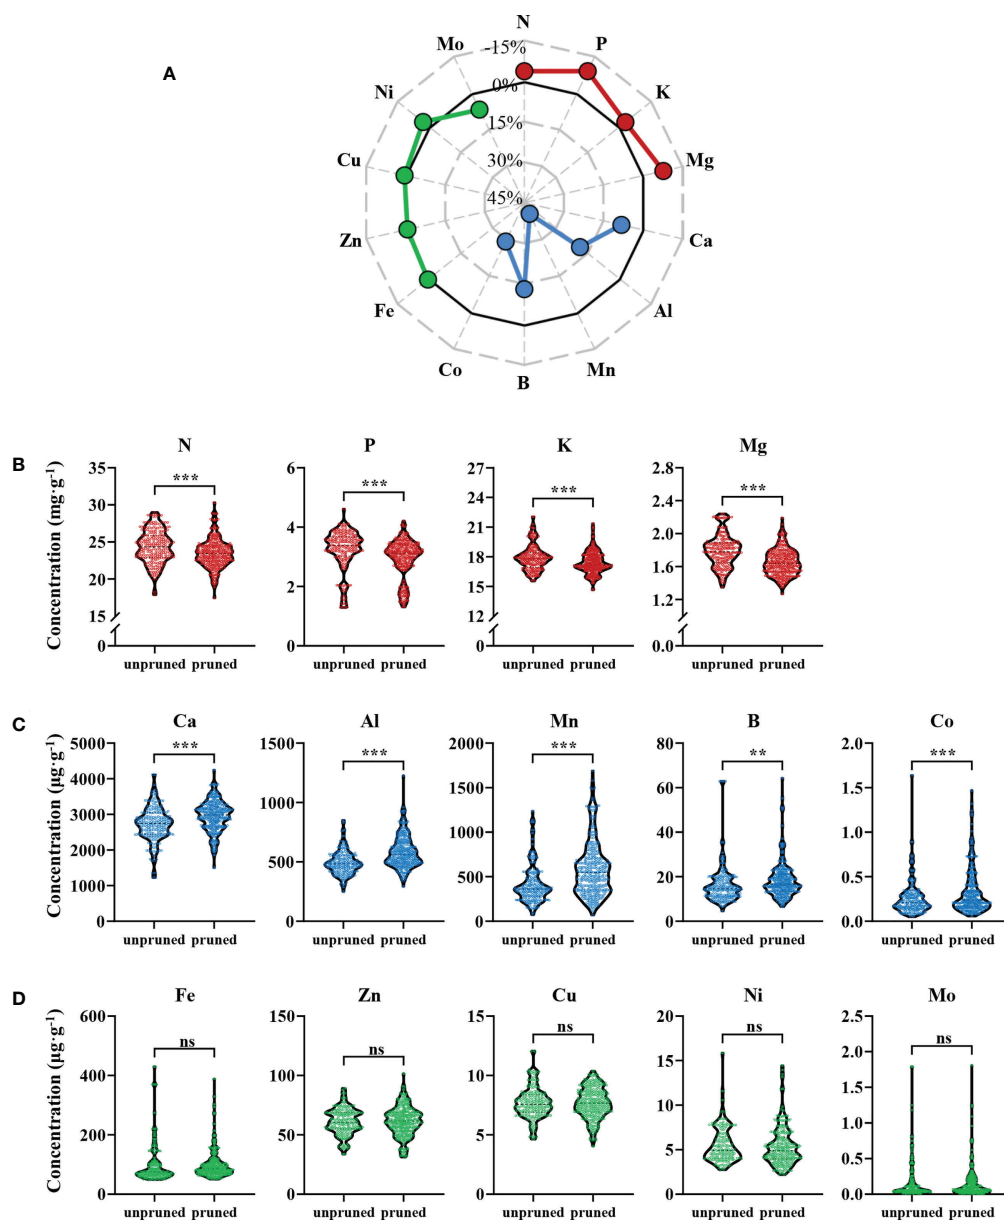 A
N
Mo
P
-15%
Ni
0%
K
15%
Cu
30%
Mg
45%
Zn
Ca
Fe
Al
Co
Mn
B
B
N
P
K
Mg
Concentration (mg·g⁻¹)
35
30
25
20
15
0
***
unpruned pruned
6
4
2
0
***
unpruned pruned
27
24
21
18
15
12
0
***
unpruned pruned
2.8
2.4
2.0
1.6
1.2
0.0
***
unpruned pruned
C
Ca
Al
Mn
B
Co
Concentration (μg·g⁻¹)
5000
4000
3000
2000
1000
0
***
unpruned pruned
1500
1000
500
0
***
unpruned pruned
2000
1500
1000
500
0
***
unpruned pruned
80
60
40
20
0
**
unpruned pruned
2.0
1.5
1.0
0.5
0.0
***
unpruned pruned
D
Fe
Zn
Cu
Ni
Mo
Concentration (μg·g⁻¹)
600
400
200
0
ns
unpruned pruned
150
100
50
0
ns
unpruned pruned
15
10
5
0
ns
unpruned pruned
20
15
10
5
0
ns
unpruned pruned
2.5
2.0
1.5
1.0
0.5
0.0
ns
unpruned pruned